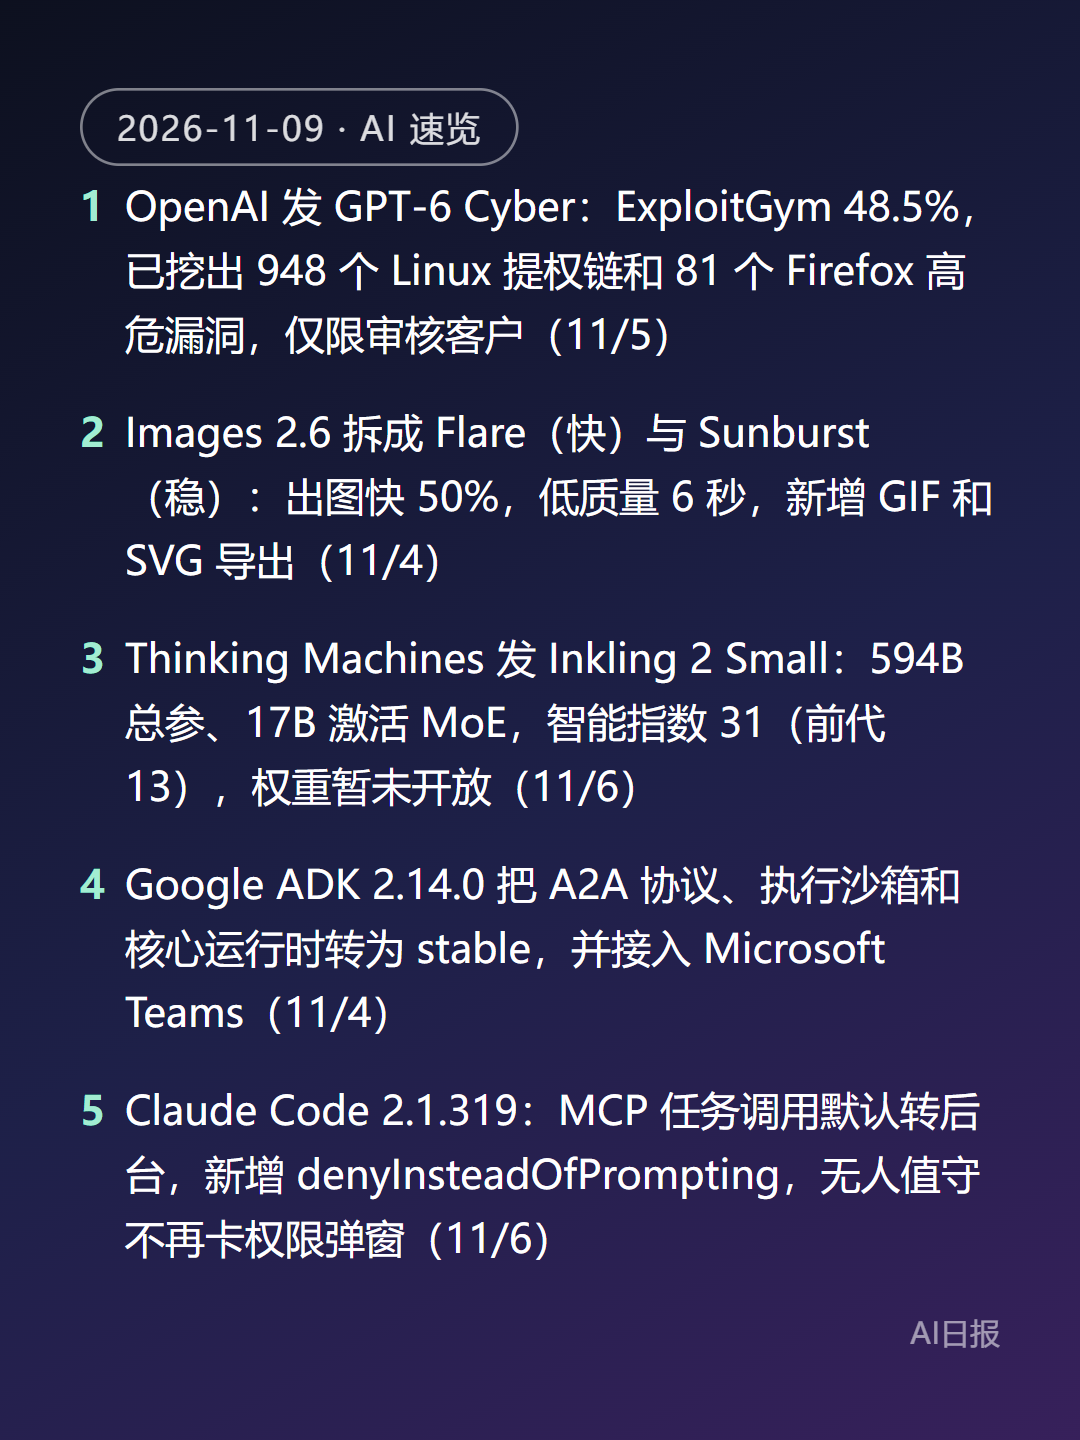 2026-11-09 · AI 速览
1 OpenAI 发 GPT-6 Cyber：ExploitGym 48.5%，
已挖出 948 个 Linux 提权链和 81 个 Firefox 高
危漏洞，仅限审核客户（11/5）
2 Images 2.6 拆成 Flare（快）与 Sunburst
（稳）：出图快 50%，低质量 6 秒，新增 GIF 和
SVG 导出（11/4）
3 Thinking Machines 发 Inkling 2 Small：594B
总参、17B 激活 MoE，智能指数 31（前代
13），权重暂未开放（11/6）
4 Google ADK 2.14.0 把 A2A 协议、执行沙箱和
核心运行时转为 stable，并接入 Microsoft
Teams（11/4）
5 Claude Code 2.1.319：MCP 任务调用默认转后
台，新增 denyInsteadOfPrompting，无人值守
不再卡权限弹窗（11/6）
AI日报